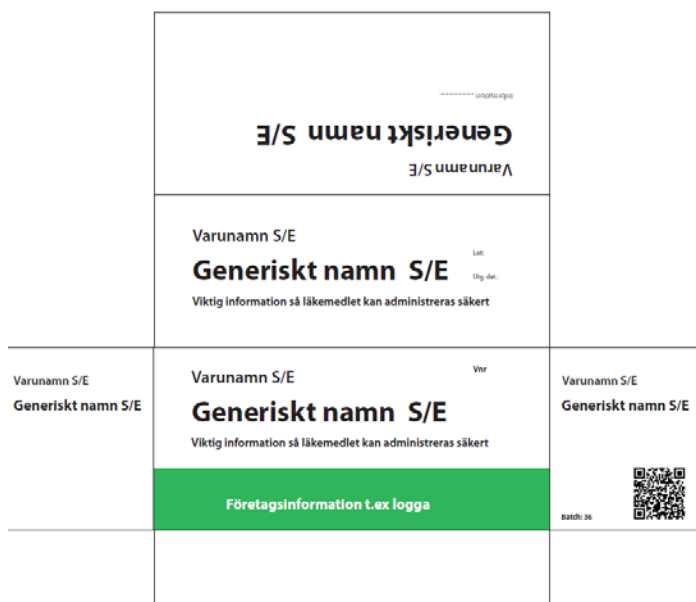 Information ----------
Generiskt namn S/E
Varunamn S/E
Varunamn S/E
Generiskt namn S/E
Lot:
Utg. dat.:
Viktig information så läkemedlet kan administreras säkert
Varunamn S/E
Generiskt namn S/E
Varunamn S/E
Vnr
Generiskt namn S/E
Viktig information så läkemedlet kan administreras säkert
Företagsinformation t.ex logga
Varunamn S/E
Generiskt namn S/E
Batch: 36